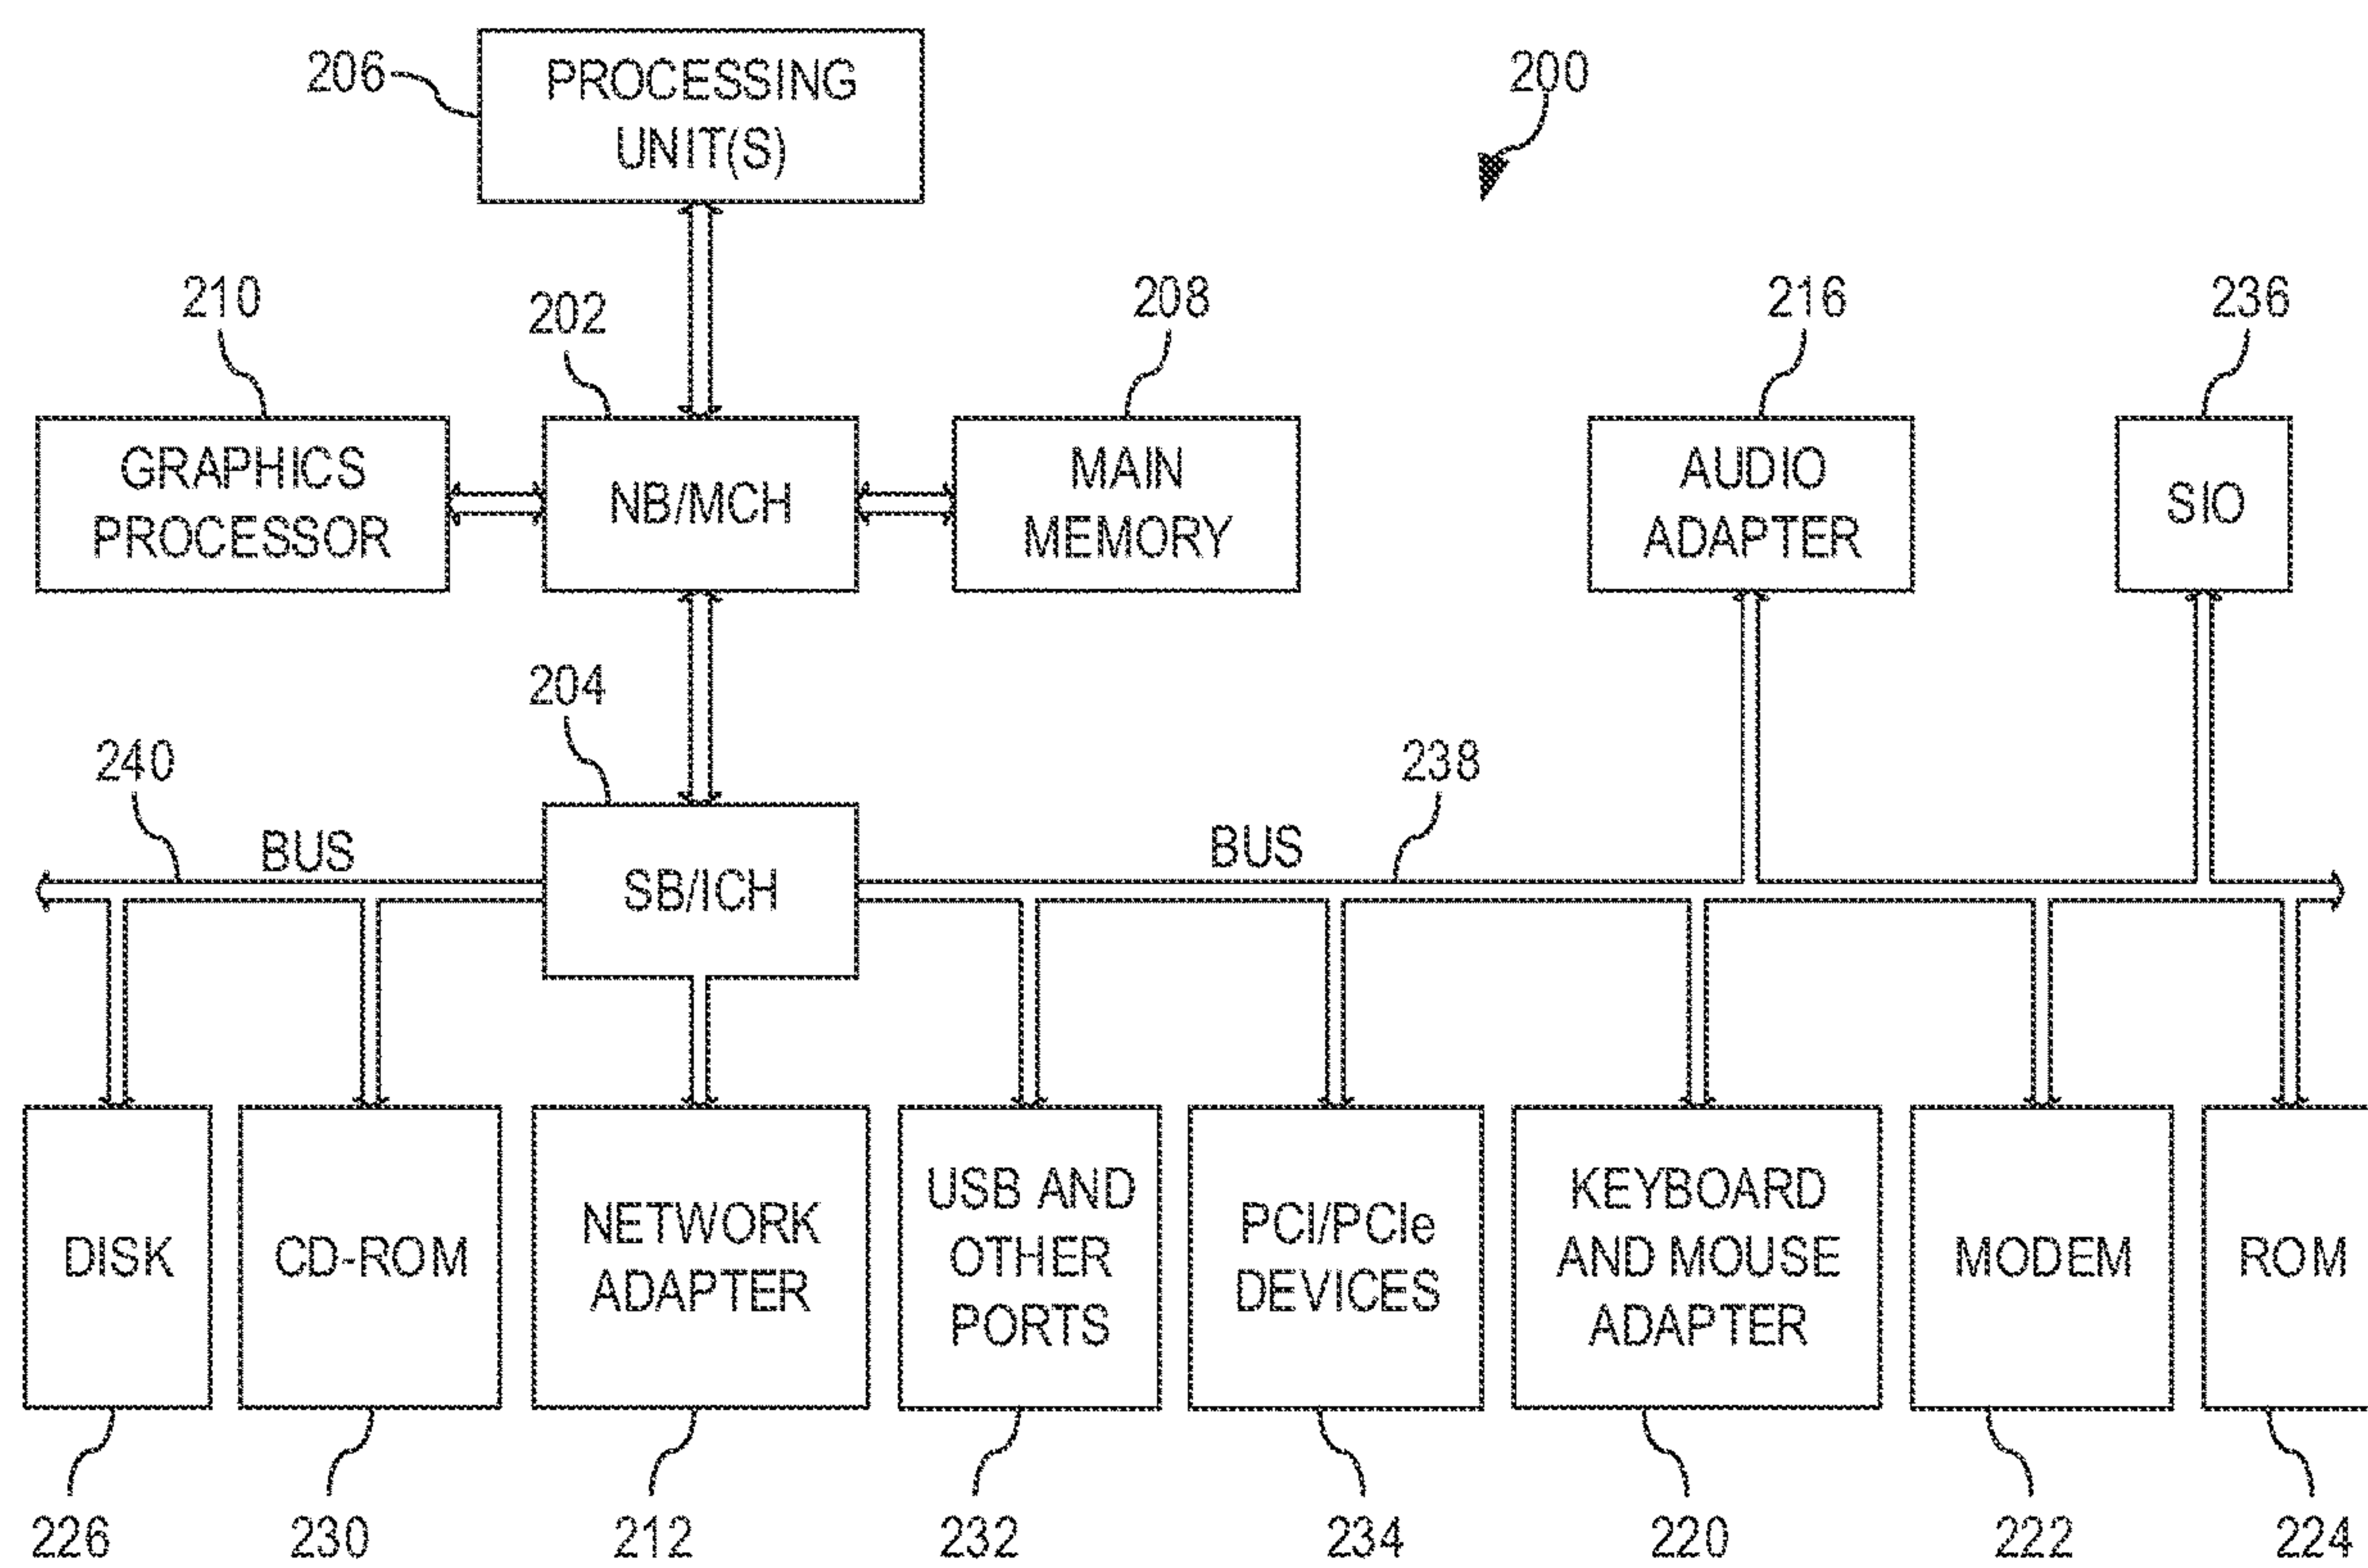 206
PROCESSING
UNIT(S)
200
210
202
208
216
236
GRAPHICS
PROCESSOR
NB/MCH
MAIN
MEMORY
AUDIO
ADAPTER
SIO
204
240
238
BUS
SB/ICH
BUS
DISK
CD-ROM
NETWORK
ADAPTER
USB AND
OTHER
PORTS
PCI/PCIe
DEVICES
KEYBOARD
AND MOUSE
ADAPTER
MODEM
ROM
226
230
212
232
234
220
222
224